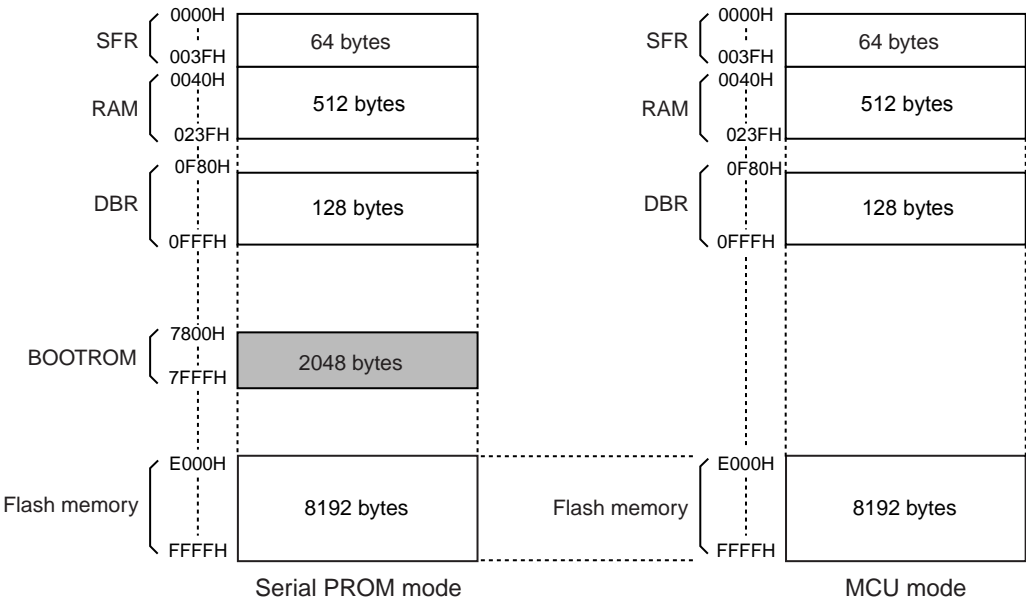 0000H
SFR
64 bytes
003FH
0040H
RAM
512 bytes
023FH
0F80H
DBR
128 bytes
0FFFH
7800H
BOOTROM
2048 bytes
7FFFH
E000H
Flash memory
8192 bytes
FFFFH
Serial PROM mode
0000H
SFR
64 bytes
003FH
0040H
RAM
512 bytes
023FH
0F80H
DBR
128 bytes
0FFFH
E000H
Flash memory
8192 bytes
FFFFH
MCU mode